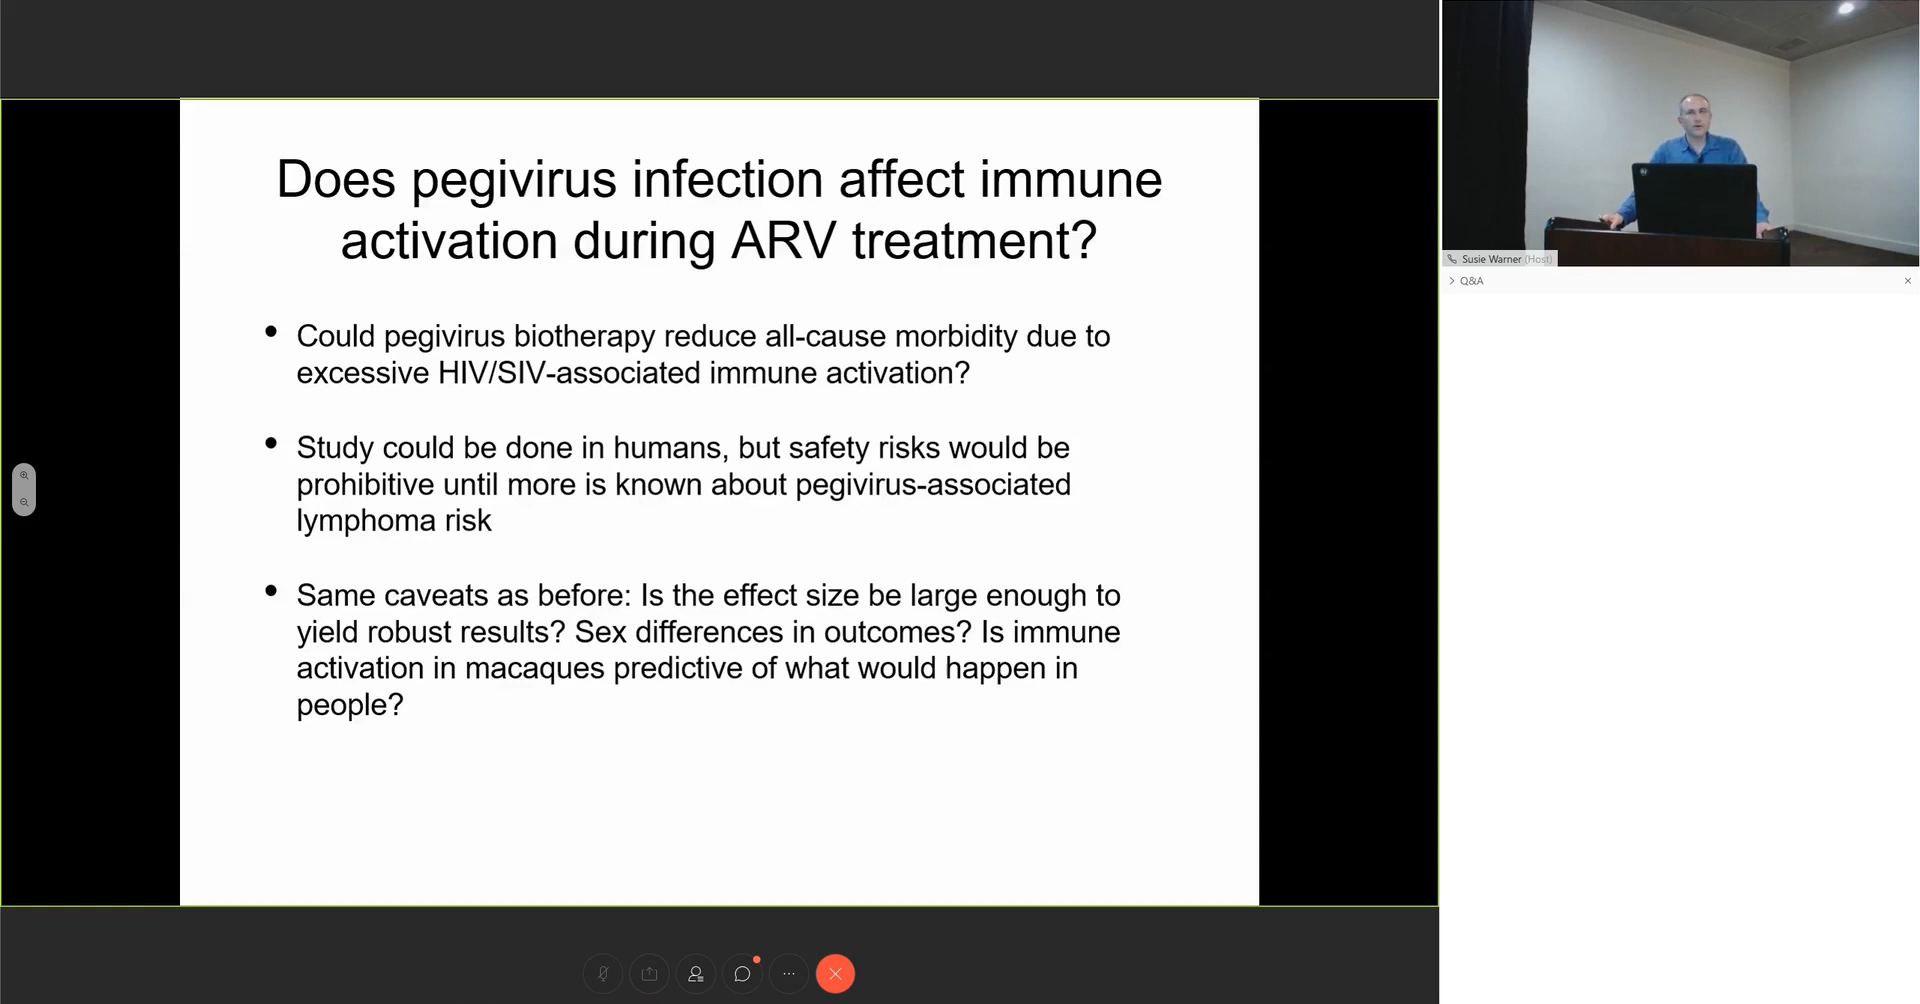 Does pegivirus infection affect immune
activation during ARV treatment?
• Could pegivirus biotherapy reduce all-cause morbidity due to
excessive HIV/SIV-associated immune activation?
• Study could be done in humans, but safety risks would be
prohibitive until more is known about pegivirus-associated
lymphoma risk
• Same caveats as before: Is the effect size be large enough to
yield robust results? Sex differences in outcomes? Is immune
activation in macaques predictive of what would happen in
people?
Susie Warner (Host)
Q&A